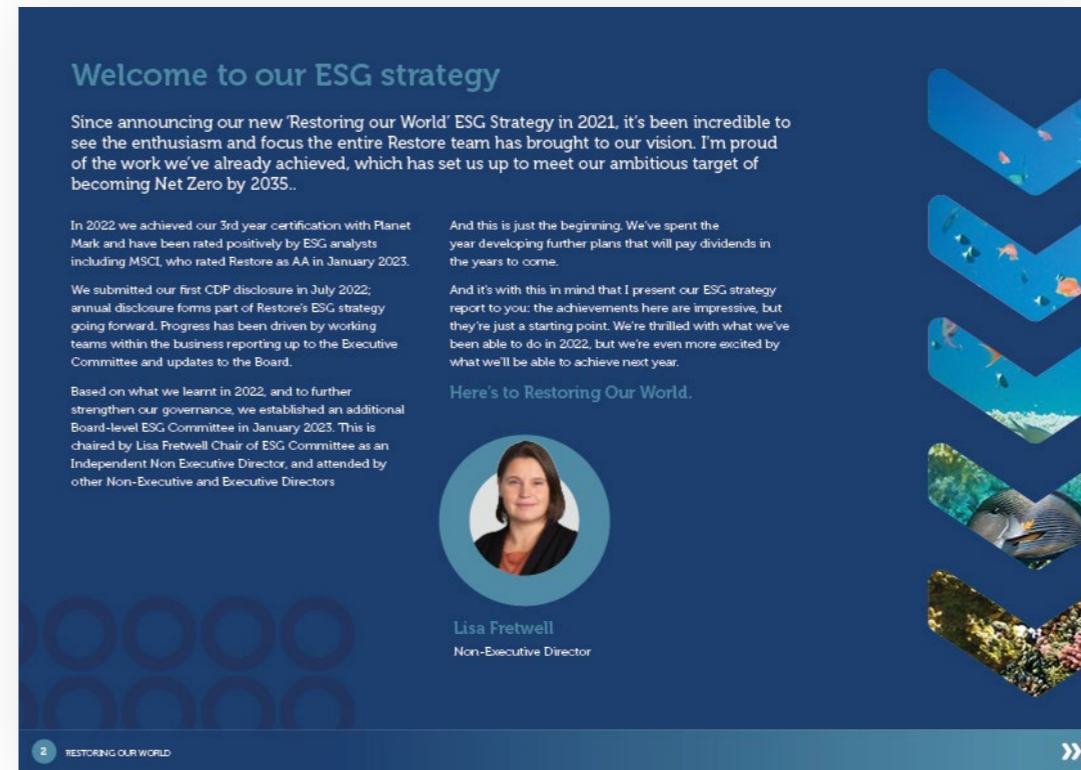 Welcome to our ESG strategy
Since announcing our new 'Restoring our World' ESG Strategy in 2021, it's been incredible to
see the enthusiasm and focus the entire Restore team has brought to our vision. I'm proud
of the work we've already achieved, which has set us up to meet our ambitious target of
becoming Net Zero by 2035..
In 2022 we achieved our 3rd year certification with Planet
Mark and have been rated positively by ESG analysts
including MSCI, who rated Restore as AA in January 2023.
We submitted our first CDP disclosure in July 2022;
annual disclosure forms part of Restore's ESG strategy
going forward. Progress has been driven by working
teams within the business reporting up to the Executive
Committee and updates to the Board.
Based on what we learnt in 2022, and to further
strengthen our governance, we established an additional
Board-level ESG Committee in January 2023. This is
chaired by Lisa Fretwell Chair of ESG Committee as an
Independent Non Executive Director, and attended by
other Non-Executive and Executive Directors
And this is just the beginning. We've spent the
year developing further plans that will pay dividends in
the years to come.
And it's with this in mind that I present our ESG strategy
report to you: the achievements here are impressive, but
they're just a starting point. We're thrilled with what we've
been able to do in 2022, but we're even more excited by
what we'll be able to achieve next year.
Here's to Restoring Our World.
Lisa Fretwell
Non-Executive Director
2 RESTORING OUR WORLD